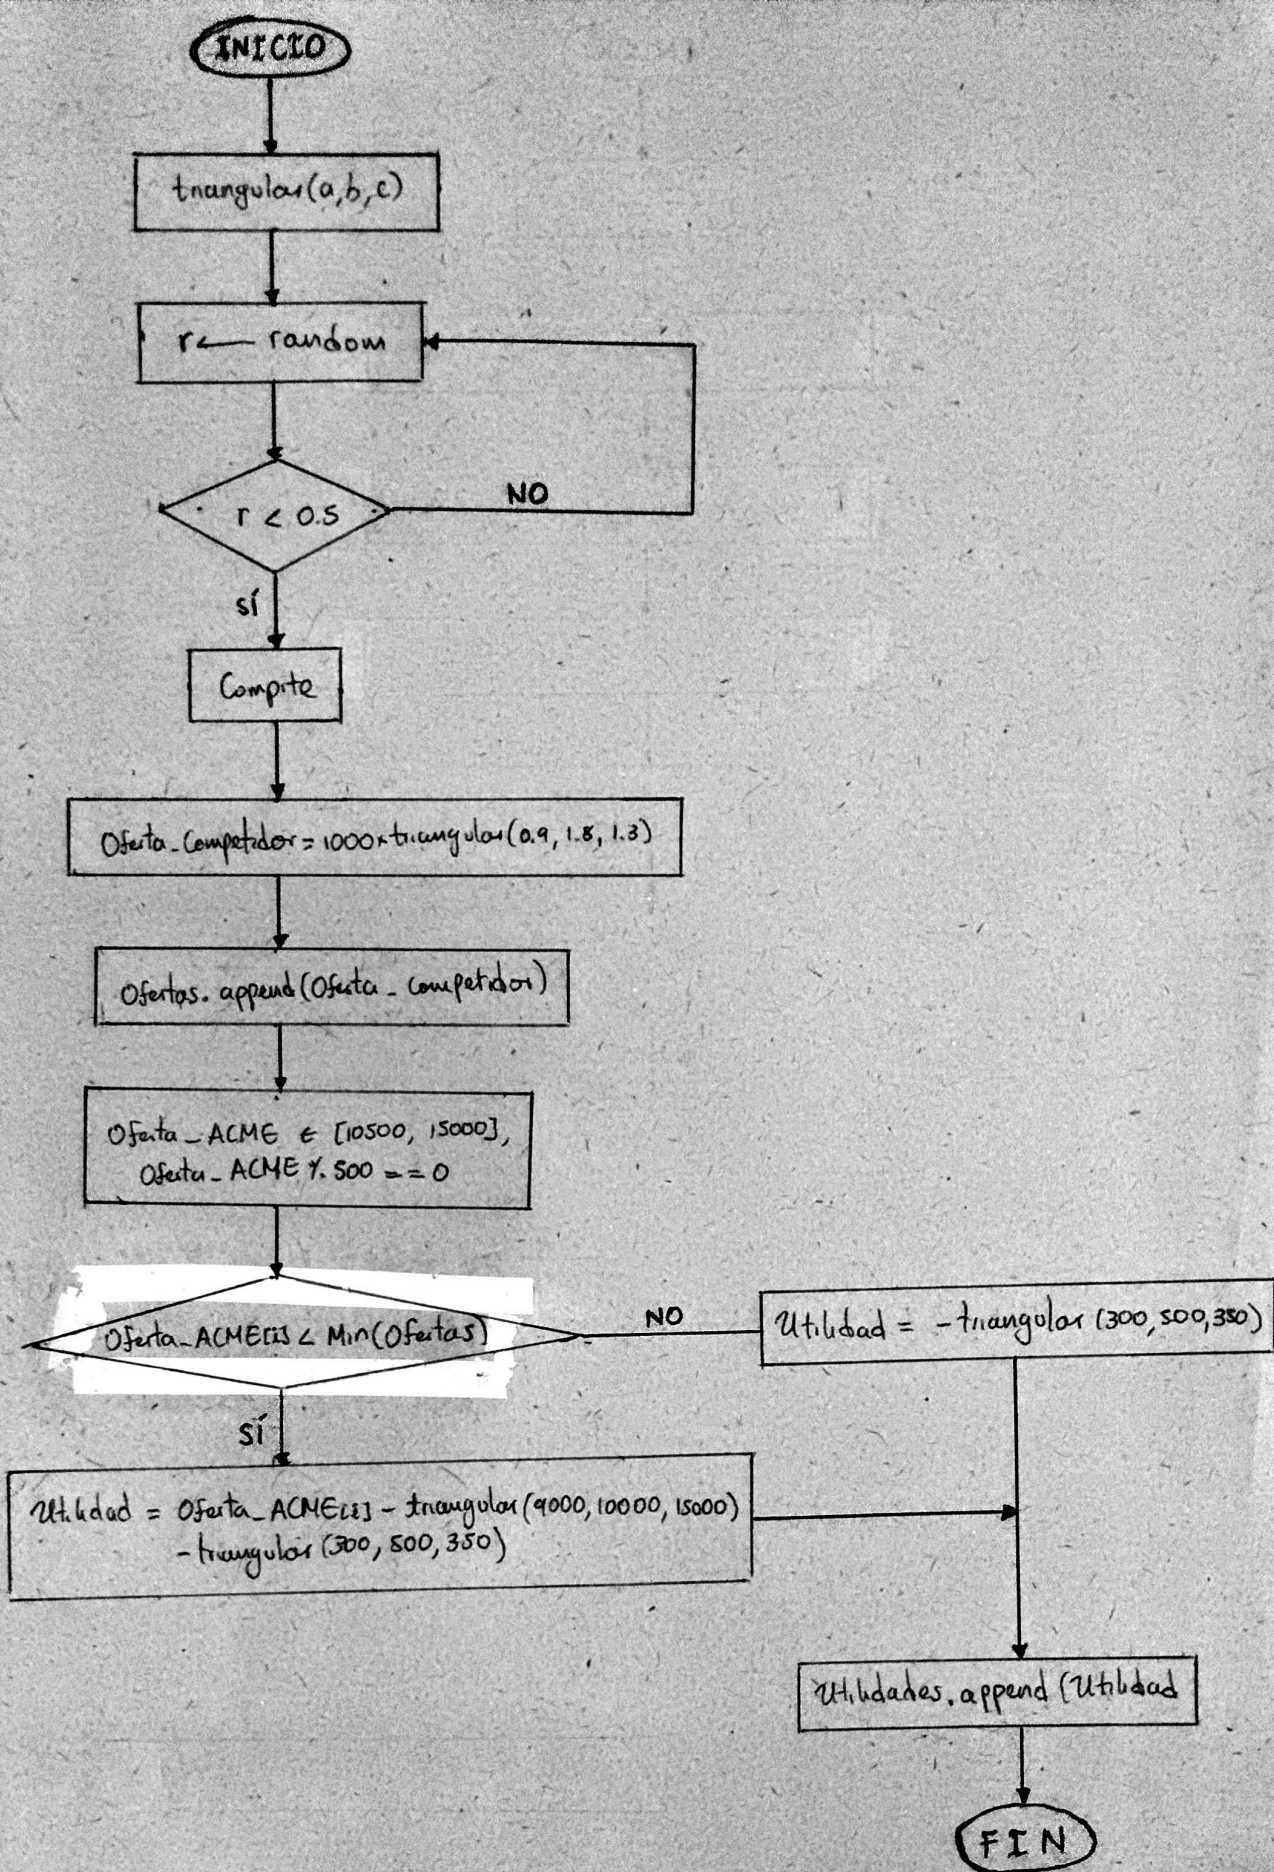 INICIO
triangular(a,b,c)
r ← random
r < 0.5
NO
SÍ
Compite
Oferta_Competidor = 1000 * triangular(0.9, 1.8, 1.3)
Ofertas.append(Oferta_competidor)
Oferta_ACME ∈ [10500, 15000],
Oferta_ACME % 500 == 0
Oferta_ACME[i] < Min(Ofertas)
NO
Utilidad = -triangular(300,500,350)
SÍ
Utilidad = Oferta_ACME[i] - triangular(9000,10000,15000)
-triangular(300,500,350)
Utilidades.append(Utilidad
FIN